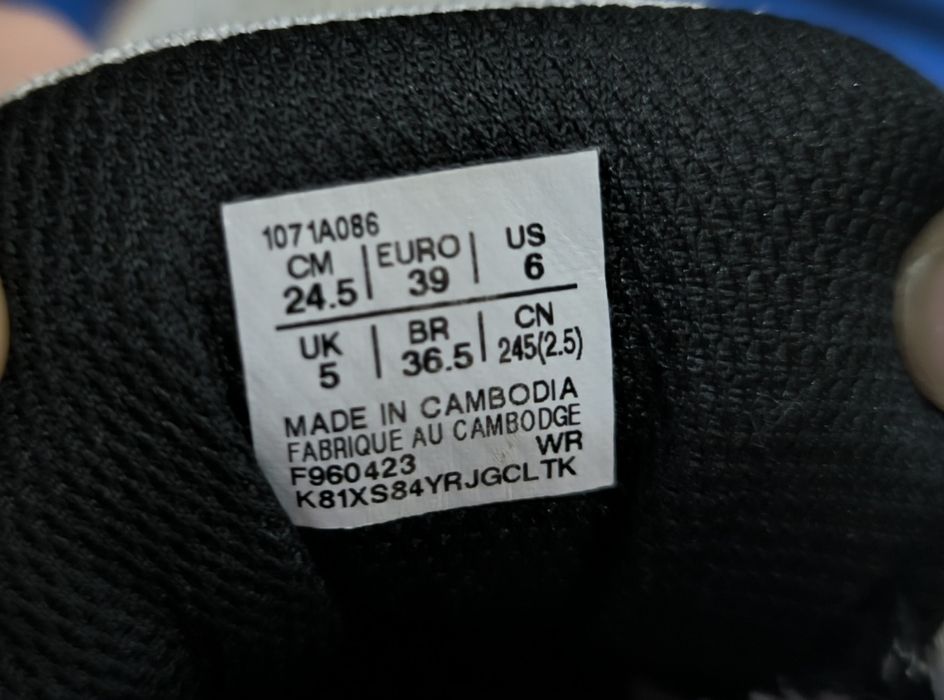 1071A086
CM | EURO | US
24.5 | 39 | 6
UK | BR | CN
5 | 36.5 | 245(2.5)
MADE IN CAMBODIA
FABRIQUE AU CAMBODGE
F960423 WR
K81XS84YRJGCLTK